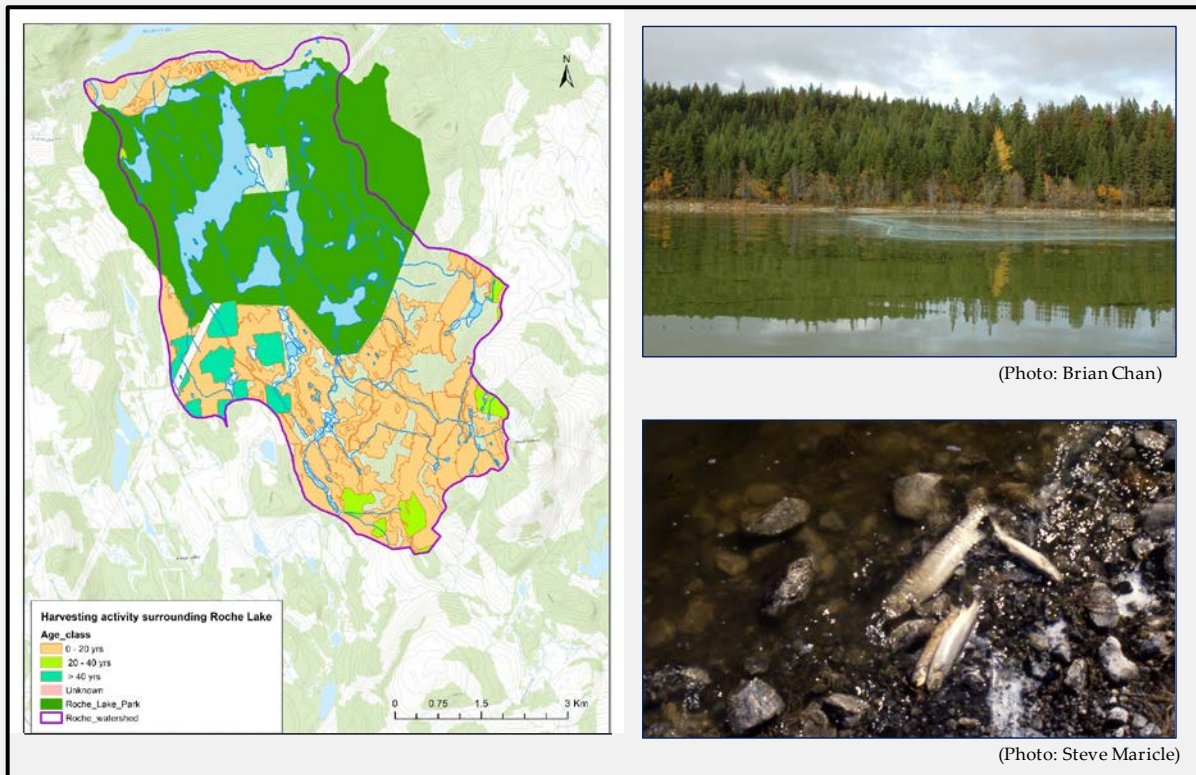 N
Harvesting activity surrounding Roche Lake
Age_class
0 - 20 yrs
20 - 40 yrs
> 40 yrs
Unknown
Roche_Lake_Park
Roche_watershed
0 0.75 1.5 3 Km
(Photo: Brian Chan)
(Photo: Steve Maricle)